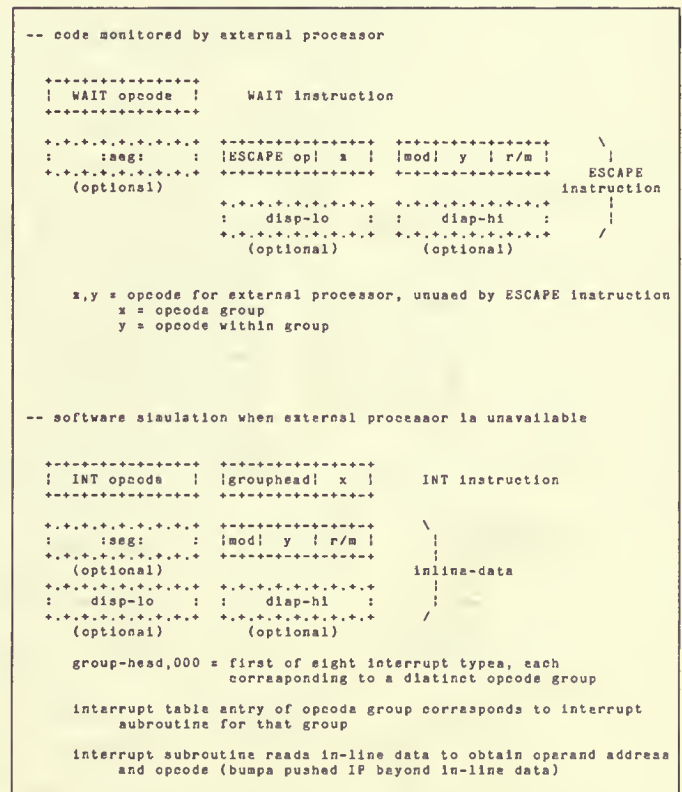 -- code monitored by external processor
+-+-+-+-+-+-+-+-+
| WAIT opcode | WAIT instruction
+-+-+-+-+-+-+-+-+
+.+.+.+.+.+.+.+.+ +-+-+-+-+-+-+-+-+ +-+-+-+-+-+-+-+-+ \
: :seg: : |ESCAPE op| x | |mod| y | r/m | |
+.+.+.+.+.+.+.+.+ +-+-+-+-+-+-+-+-+ +-+-+-+-+-+-+-+-+ ESCAPE
(optional) instruction
+.+.+.+.+.+.+.+.+ +.+.+.+.+.+.+.+.+ |
: disp-lo : : disp-hi : |
+.+.+.+.+.+.+.+.+ +.+.+.+.+.+.+.+.+ /
(optional) (optional)
x,y = opcode for external processor, unused by ESCAPE instruction
x = opcode group
y = opcode within group
-- software simulation when external processor is unavailable
+-+-+-+-+-+-+-+-+ +-+-+-+-+-+-+-+-+
| INT opcode | |grouphead| x | INT instruction
+-+-+-+-+-+-+-+-+ +-+-+-+-+-+-+-+-+
+.+.+.+.+.+.+.+.+ +-+-+-+-+-+-+-+-+ \
: :seg: : |mod| y | r/m | |
+.+.+.+.+.+.+.+.+ +-+-+-+-+-+-+-+-+ |
(optional) inline-data
+.+.+.+.+.+.+.+.+ +.+.+.+.+.+.+.+.+ |
: disp-lo : : disp-hi : |
+.+.+.+.+.+.+.+.+ +.+.+.+.+.+.+.+.+ /
(optional) (optional)
group-head,000 = first of eight interrupt types, each
corresponding to a distinct opcode group
interrupt table entry of opcode group corresponds to interrupt
subroutine for that group
interrupt subroutine reads in-line data to obtain operand address
and opcode (bumps pushed IP beyond in-line data)